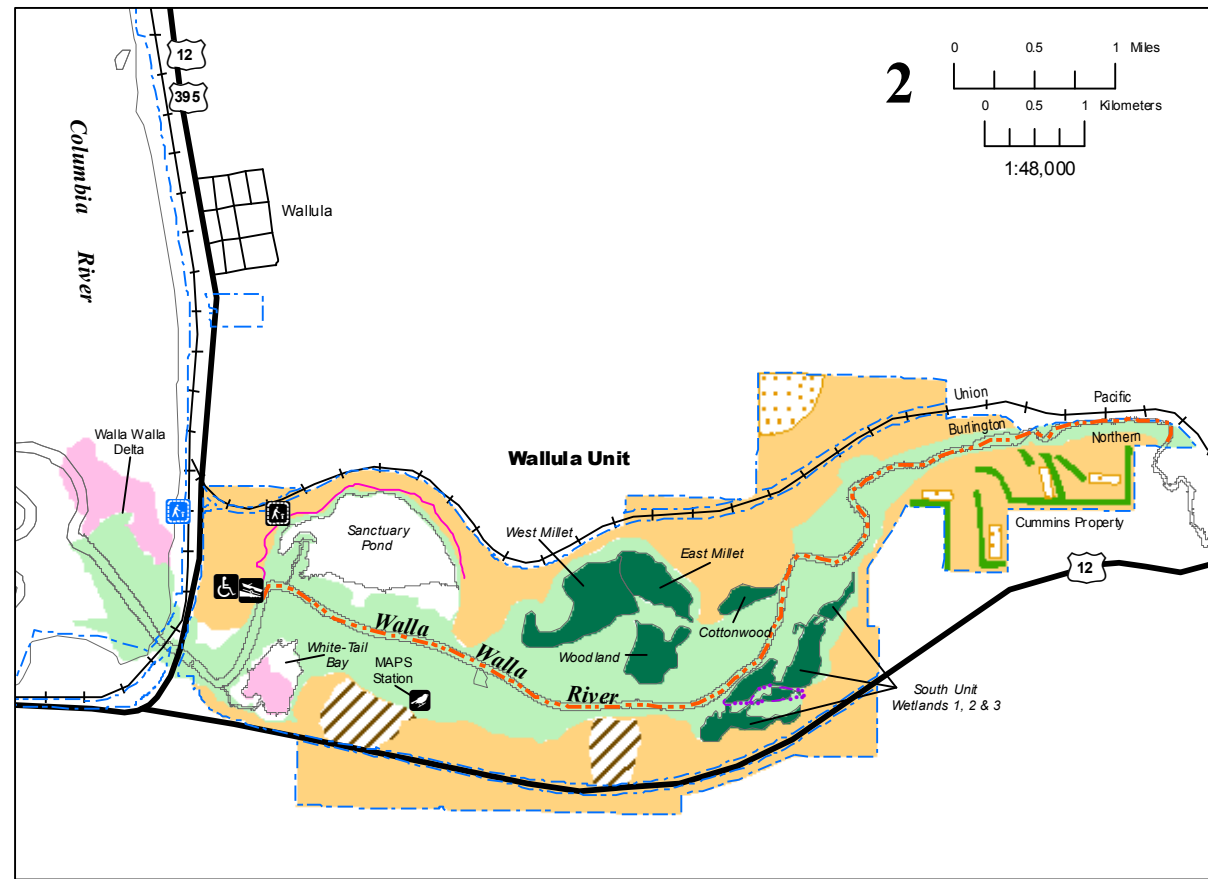 12
395
Columbia River
Wallula
2
0 0.5 1 Miles
0 0.5 1 Kilometers
1:48,000
Walla Walla
Delta
Wallula Unit
Union Pacific
Burlington Northern
Sanctuary
Pond
West Millet
East Millet
Cummins Property
12
Cottonwood
Woodland
Walla Walla River
White-Tail
Bay
MAPS
Station
South Unit
Wetlands 1, 2 & 3